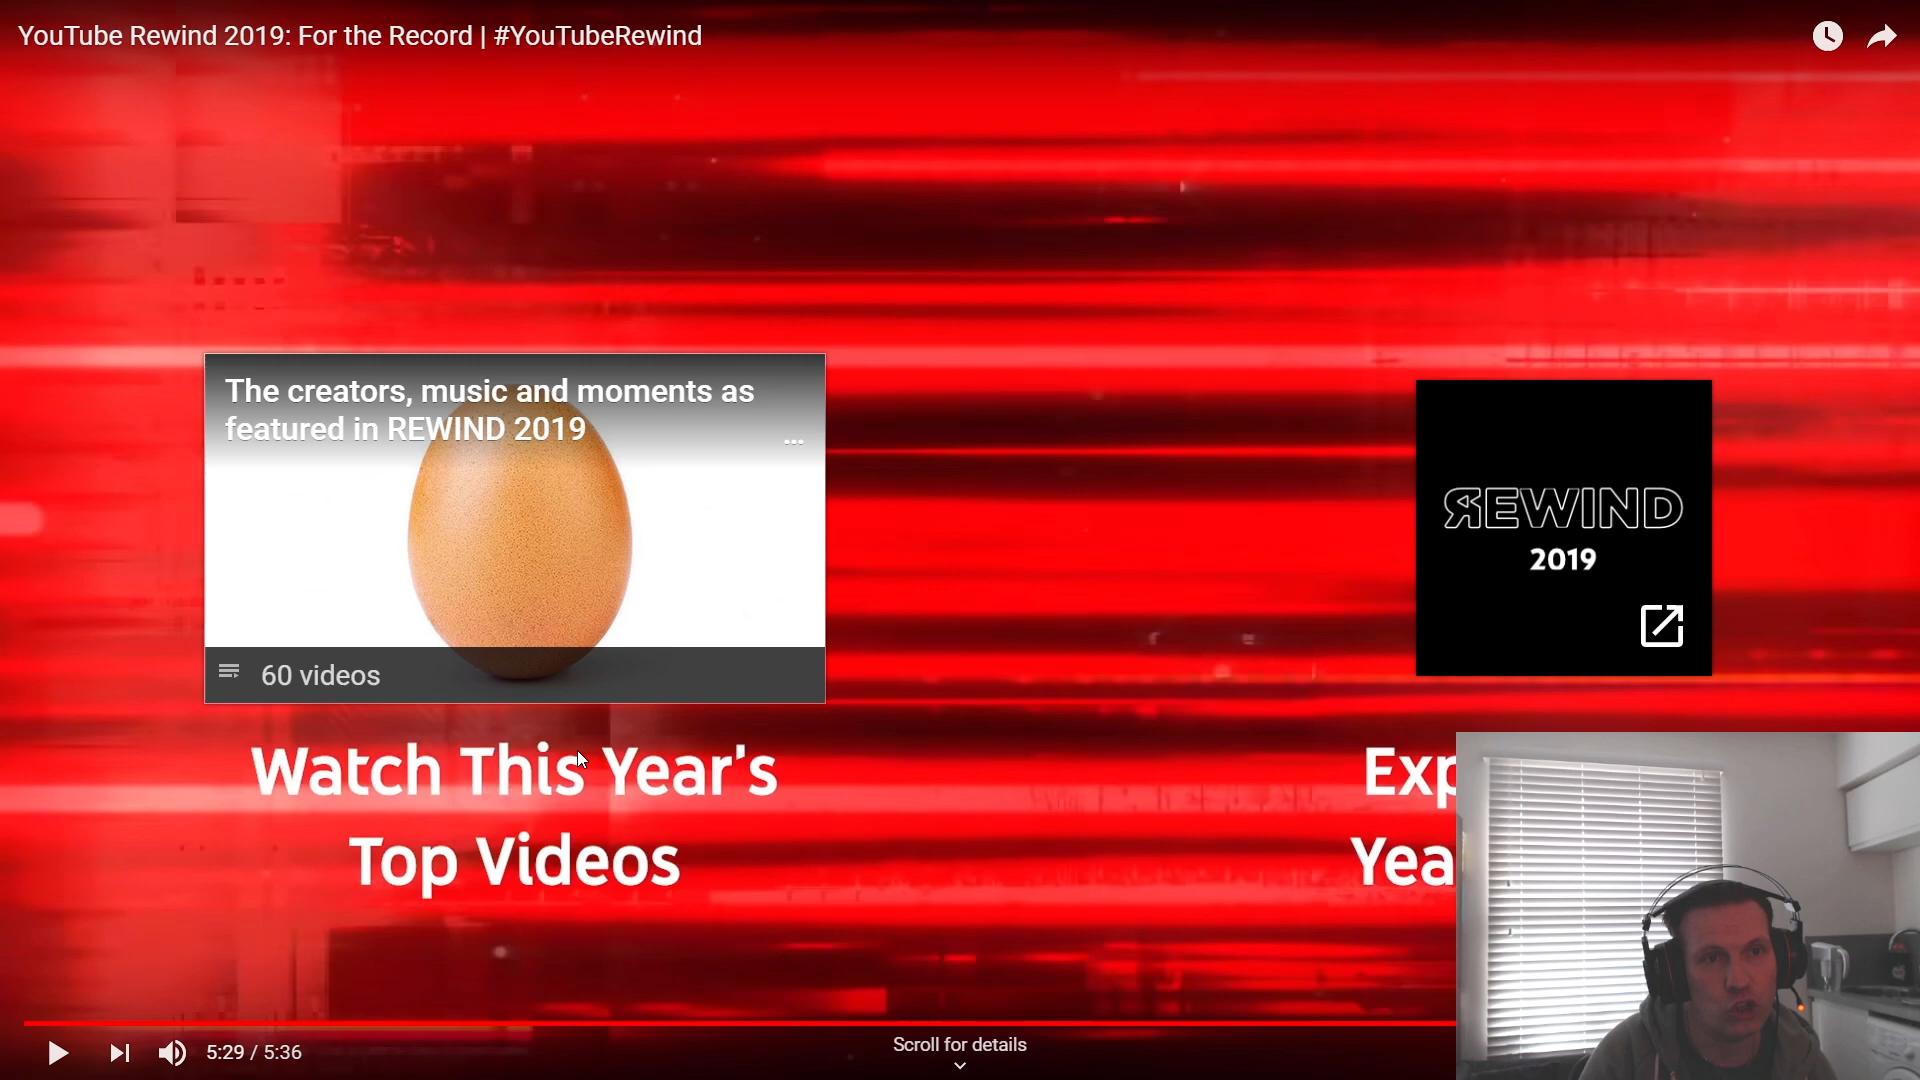 YouTube Rewind 2019: For the Record | #YouTubeRewind
The creators, music and moments as
featured in REWIND 2019
60 videos
REWIND
2019
Watch This Year's
Top Videos
Exp
Yea
Scroll for details
5:29 / 5:36